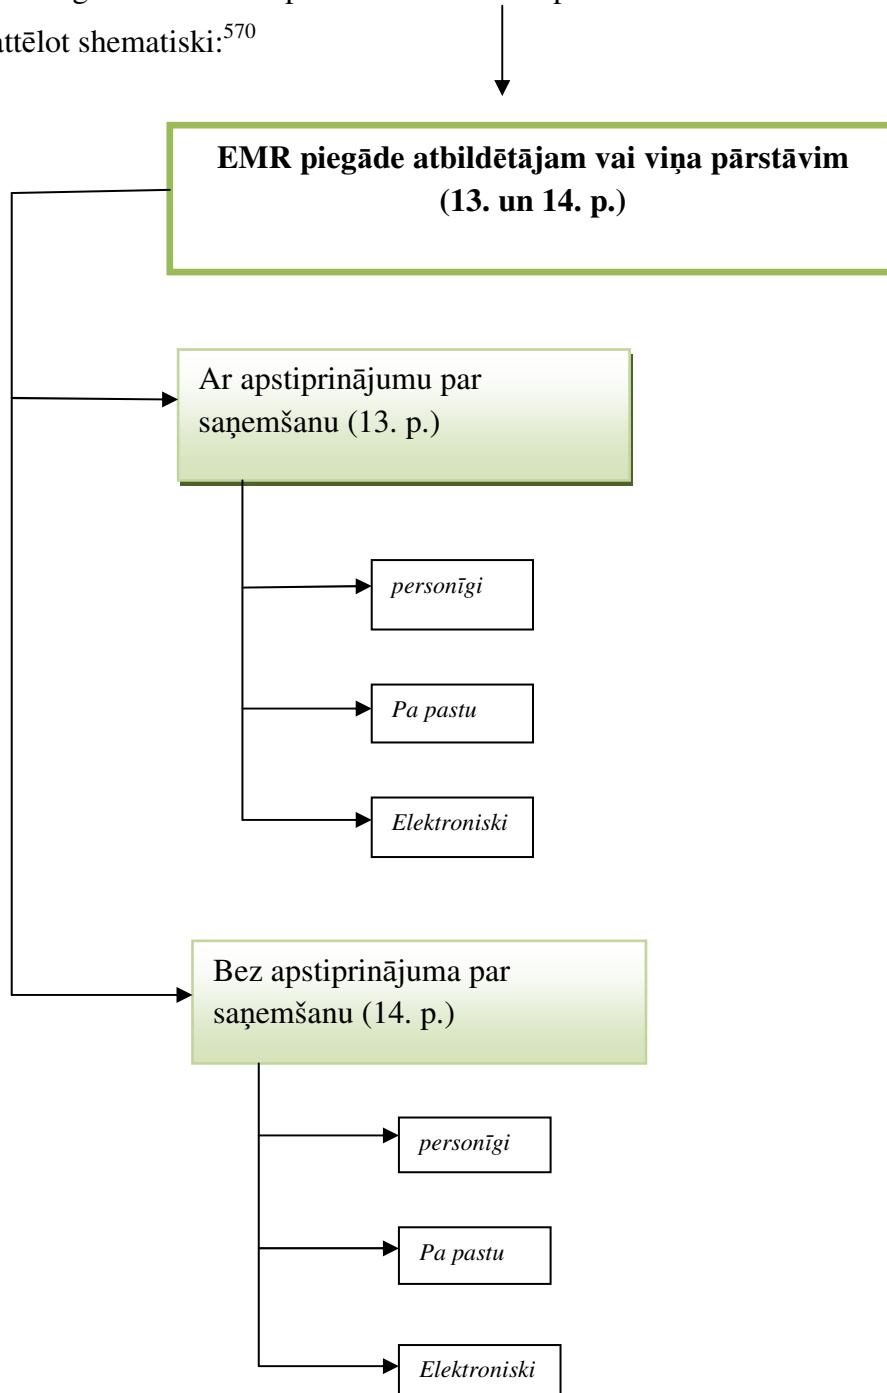 attēlot shematiski:570
EMR piegāde atbildētājam vai viņa pārstāvim
(13. un 14. p.)
Ar apstiprinājumu par
saņemšanu (13. p.)
personīgi
Pa pastu
Elektroniski
Bez apstiprinājuma par
saņemšanu (14. p.)
personīgi
Pa pastu
Elektroniski